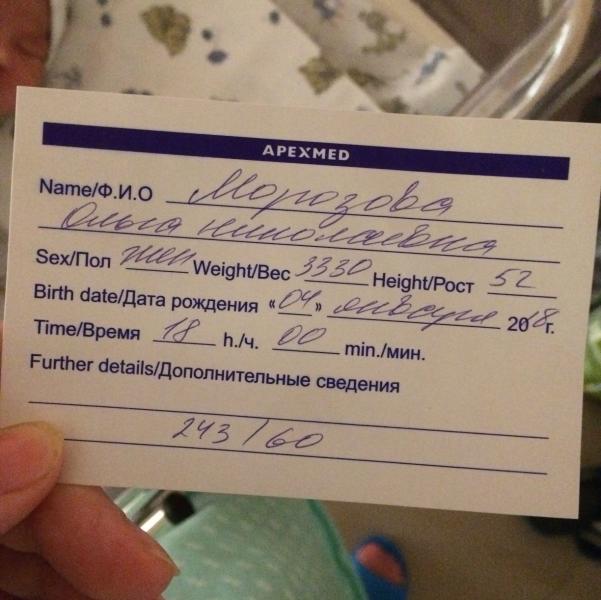 APEXMED
Name/Ф.И.О Морозова
Ольга Николаевна
Sex/Пол жен Weight/Вес 3330 Height/Рост 52
Birth date/Дата рождения «04» января 2018г.
Time/Время 18 h./ч. 00 min./мин.
Further details/Дополнительные сведения
243/60